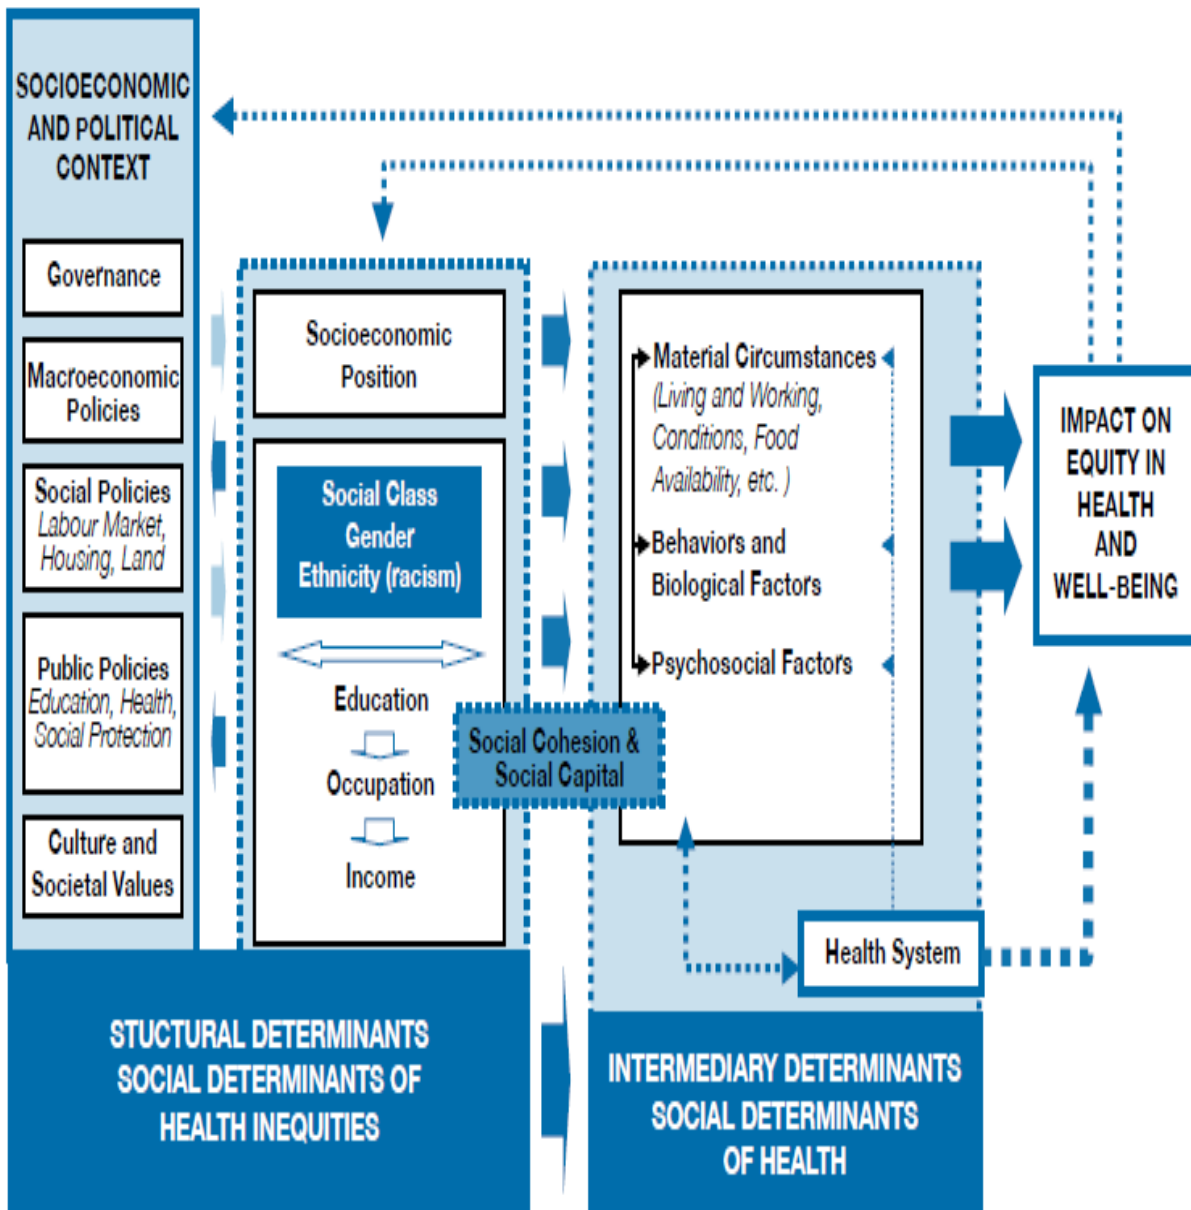 SOCIOECONOMIC
AND POLITICAL
CONTEXT
Governance
Macroeconomic
Policies
Social Policies
Labour Market,
Housing, Land
Public Policies
Education, Health,
Social Protection
Culture and
Societal Values
Socioeconomic
Position
Social Class
Gender
Ethnicity (racism)
Education
Occupation
Income
Social Cohesion &
Social Capital
Material Circumstances
(Living and Working,
Conditions, Food
Availability, etc. )
Behaviors and
Biological Factors
Psychosocial Factors
Health System
IMPACT ON
EQUITY IN
HEALTH
AND
WELL-BEING
STUCTURAL DETERMINANTS
SOCIAL DETERMINANTS OF
HEALTH INEQUITIES
INTERMEDIARY DETERMINANTS
SOCIAL DETERMINANTS
OF HEALTH